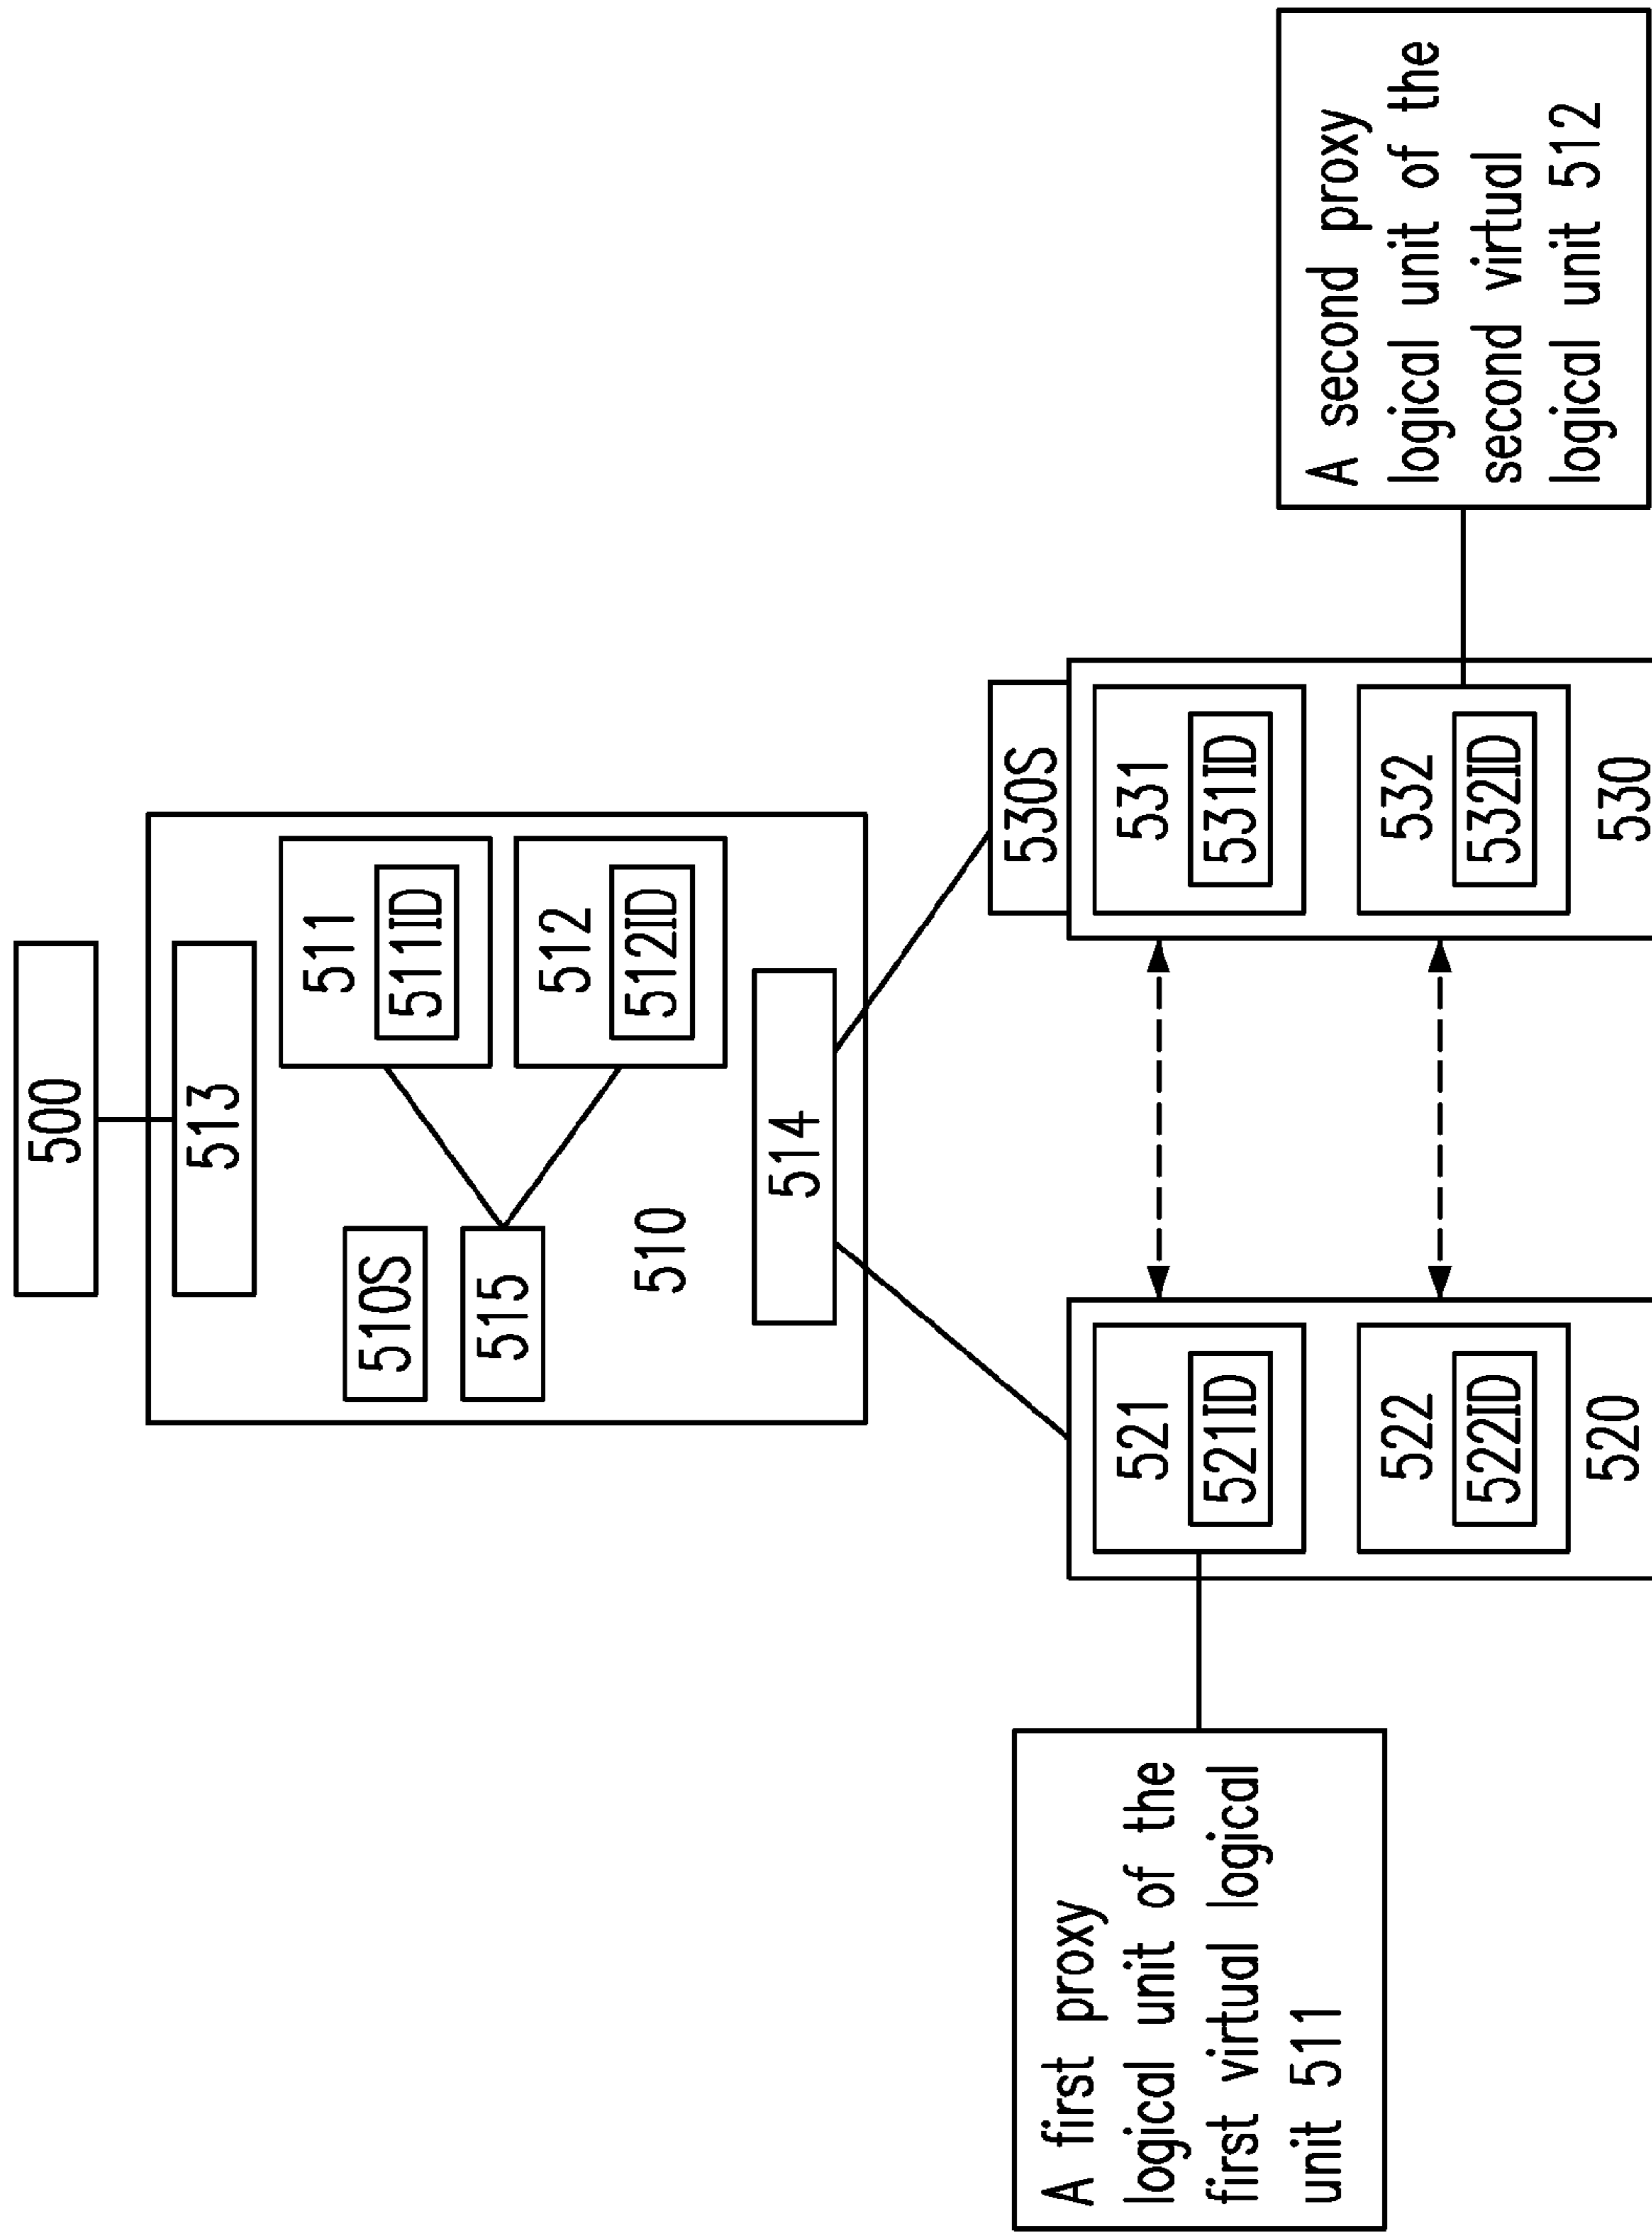 500
513
510S
511
511ID
515
512
512ID
510
514
530S
521
521ID
531
531ID
522
522ID
532
532ID
520
530
A first proxy
logical unit of the
first virtual logical
unit 511
A second proxy
logical unit of the
second virtual
logical unit 512